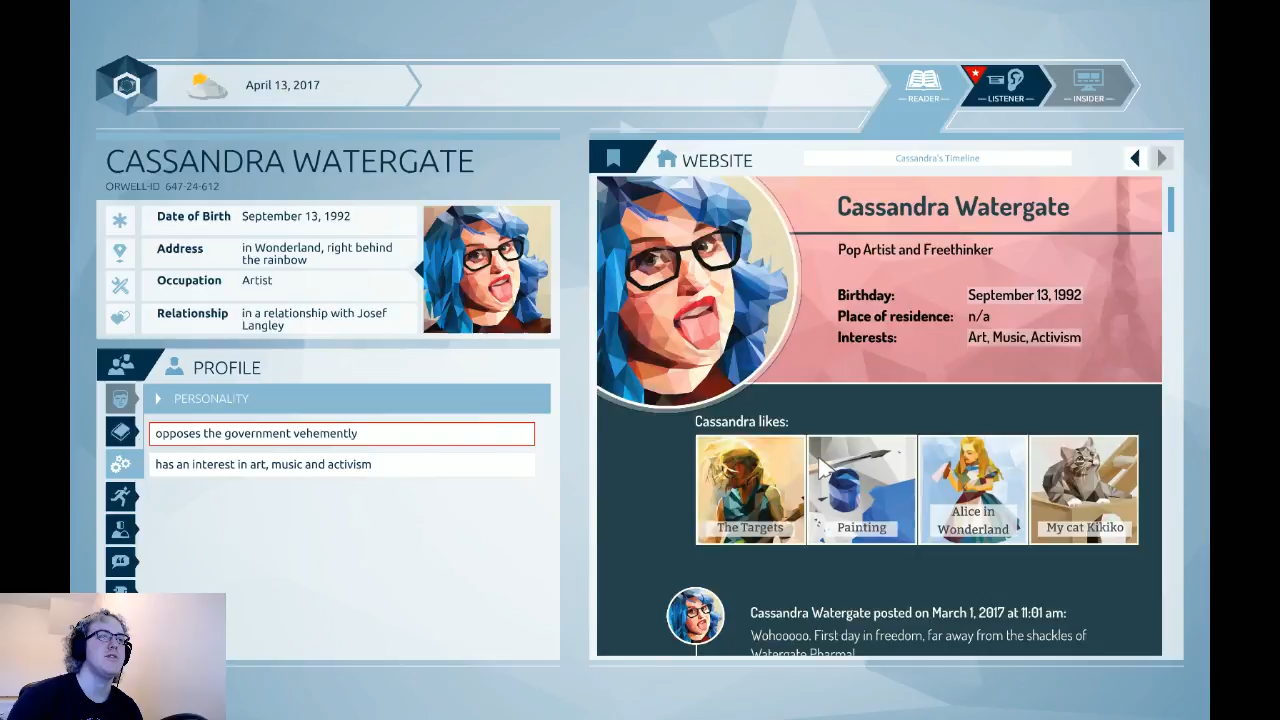 April 13, 2017
READER
LISTENER
INSIDER
CASSANDRA WATERGATE
ORWELL-ID 647-24-612
Date of Birth September 13, 1992
Address in Wonderland, right behind
the rainbow
Occupation Artist
Relationship in a relationship with Josef
Langley
PROFILE
PERSONALITY
opposes the government vehemently
has an interest in art, music and activism
WEBSITE
Cassandra's Timeline
Cassandra Watergate
Pop Artist and Freethinker
Birthday: September 13, 1992
Place of residence: n/a
Interests: Art, Music, Activism
Cassandra likes:
The Targets
Painting
Alice in
Wonderland
My cat Kikiko
Cassandra Watergate posted on March 1, 2017 at 11:01 am:
Wohooooo. First day in freedom, far away from the shackles of
Watergate Pharma!